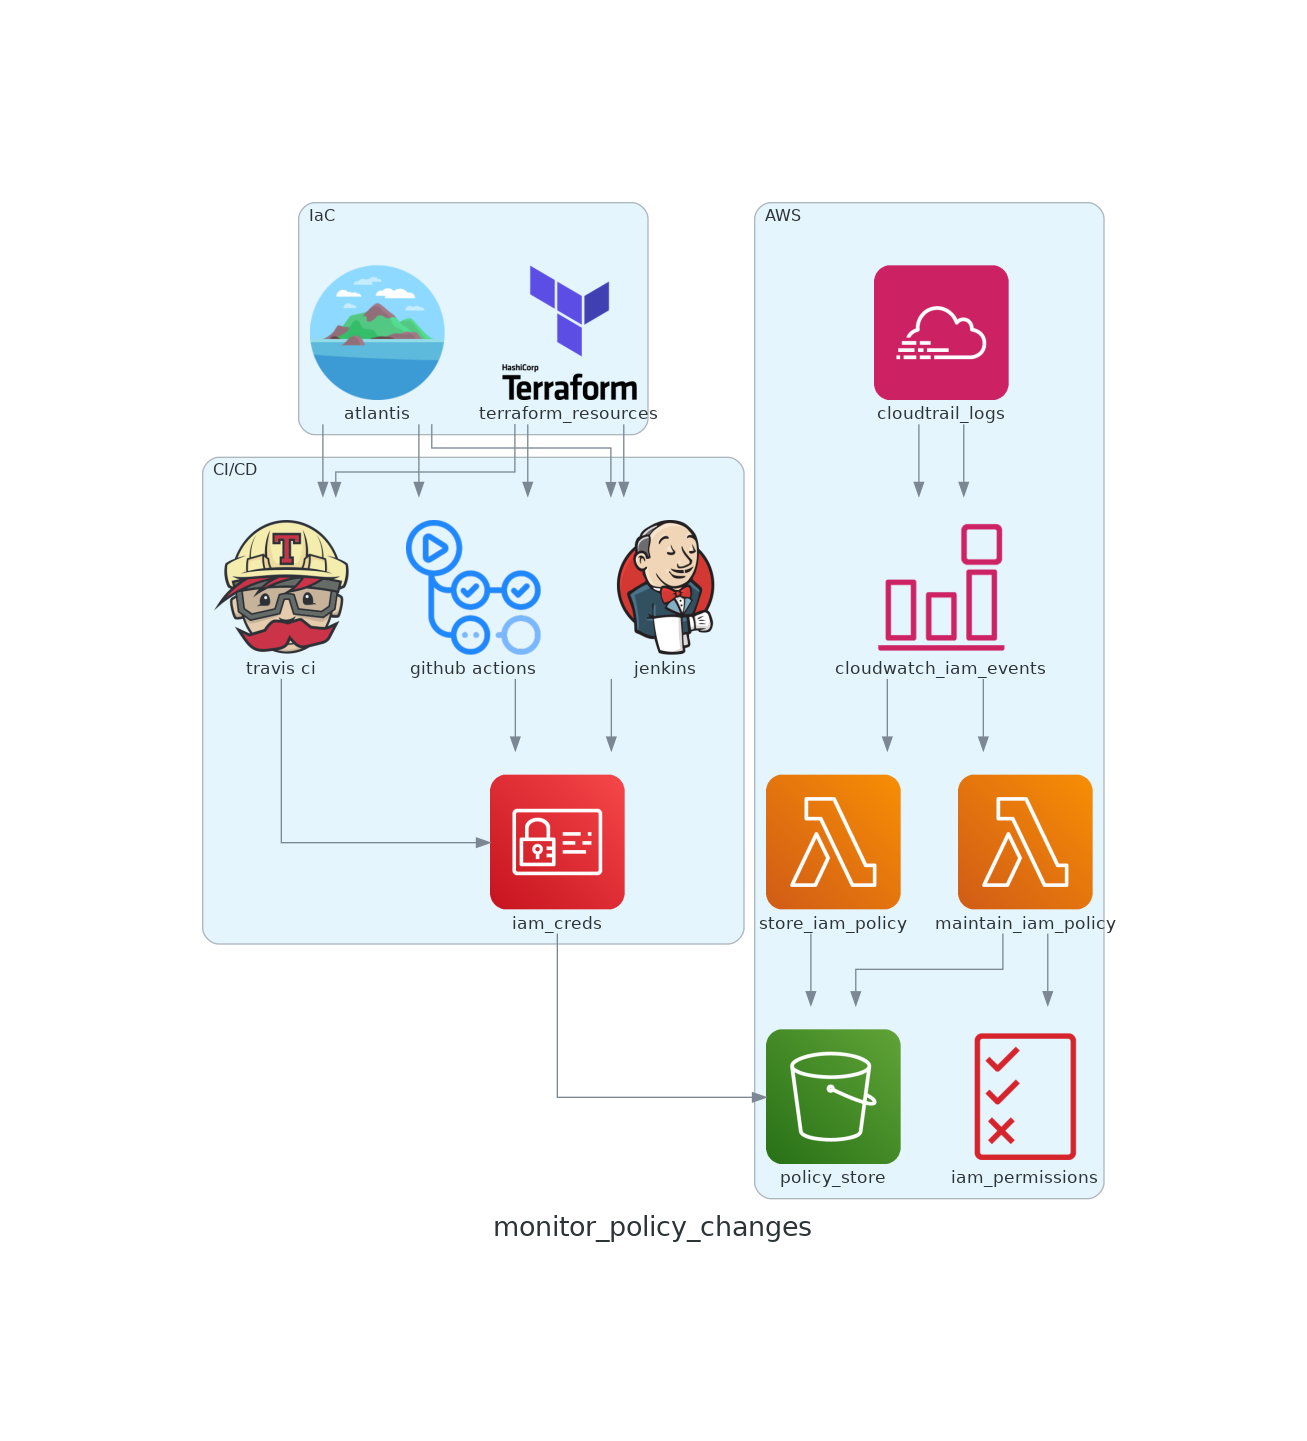 IaC
AWS
HashiCorp
Terraform
atlantis
terraform_resources
cloudtrail_logs
CI/CD
T
travis ci
github actions
jenkins
cloudwatch_iam_events
iam_creds
store_iam_policy
maintain_iam_policy
policy_store
iam_permissions
monitor_policy_changes